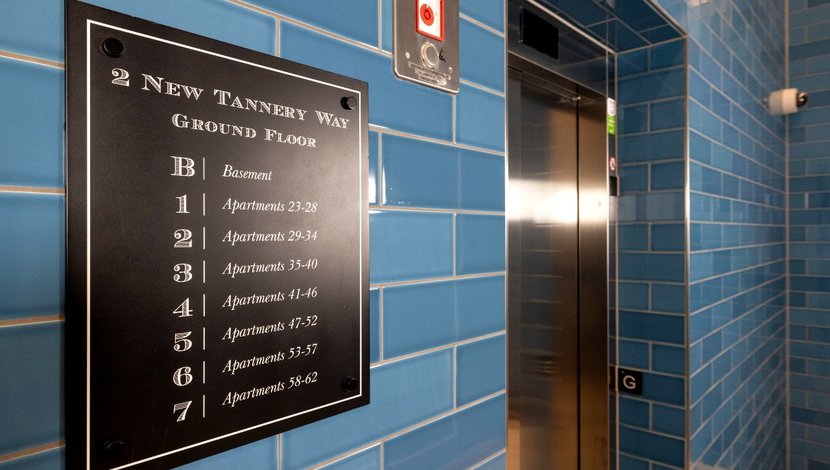 2 New Tannery Way
Ground Floor
B | Basement
1 | Apartments 23-28
2 | Apartments 29-34
3 | Apartments 35-40
4 | Apartments 41-46
5 | Apartments 47-52
6 | Apartments 53-57
7 | Apartments 58-62
G